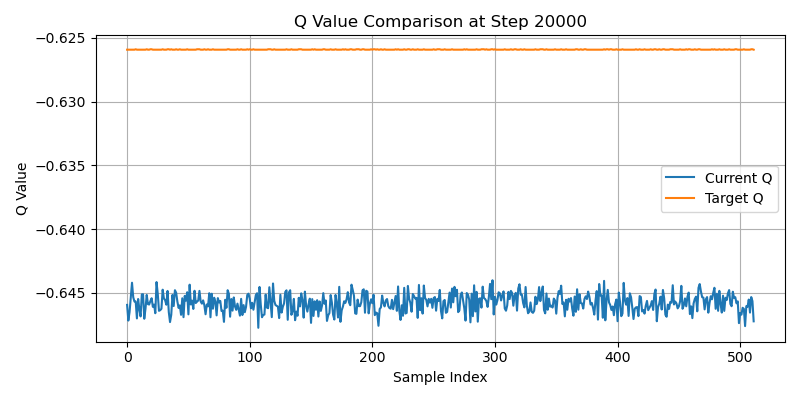 Q Value Comparison at Step 20000
−0.625
−0.630
−0.635
−0.640
−0.645
Q Value
Current Q
Target Q
0
100
200
300
400
500
Sample Index